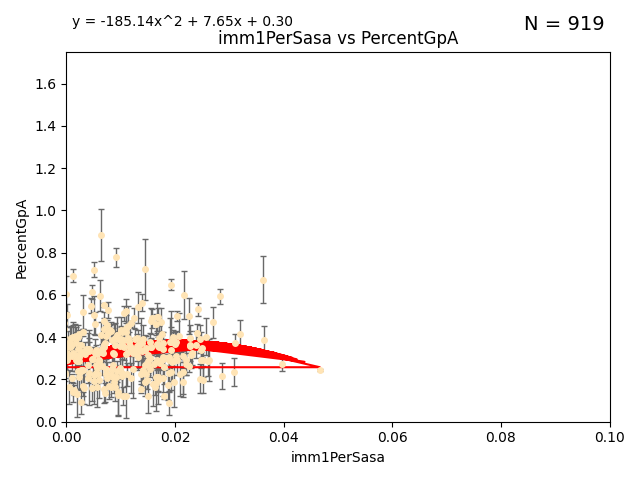 y = -185.14x^2 + 7.65x + 0.30
N = 919
imm1PerSasa vs PercentGpA
PercentGpA
1.6
1.4
1.2
1.0
0.8
0.6
0.4
0.2
0.0
0.00 0.02 0.04 0.06 0.08 0.10
imm1PerSasa